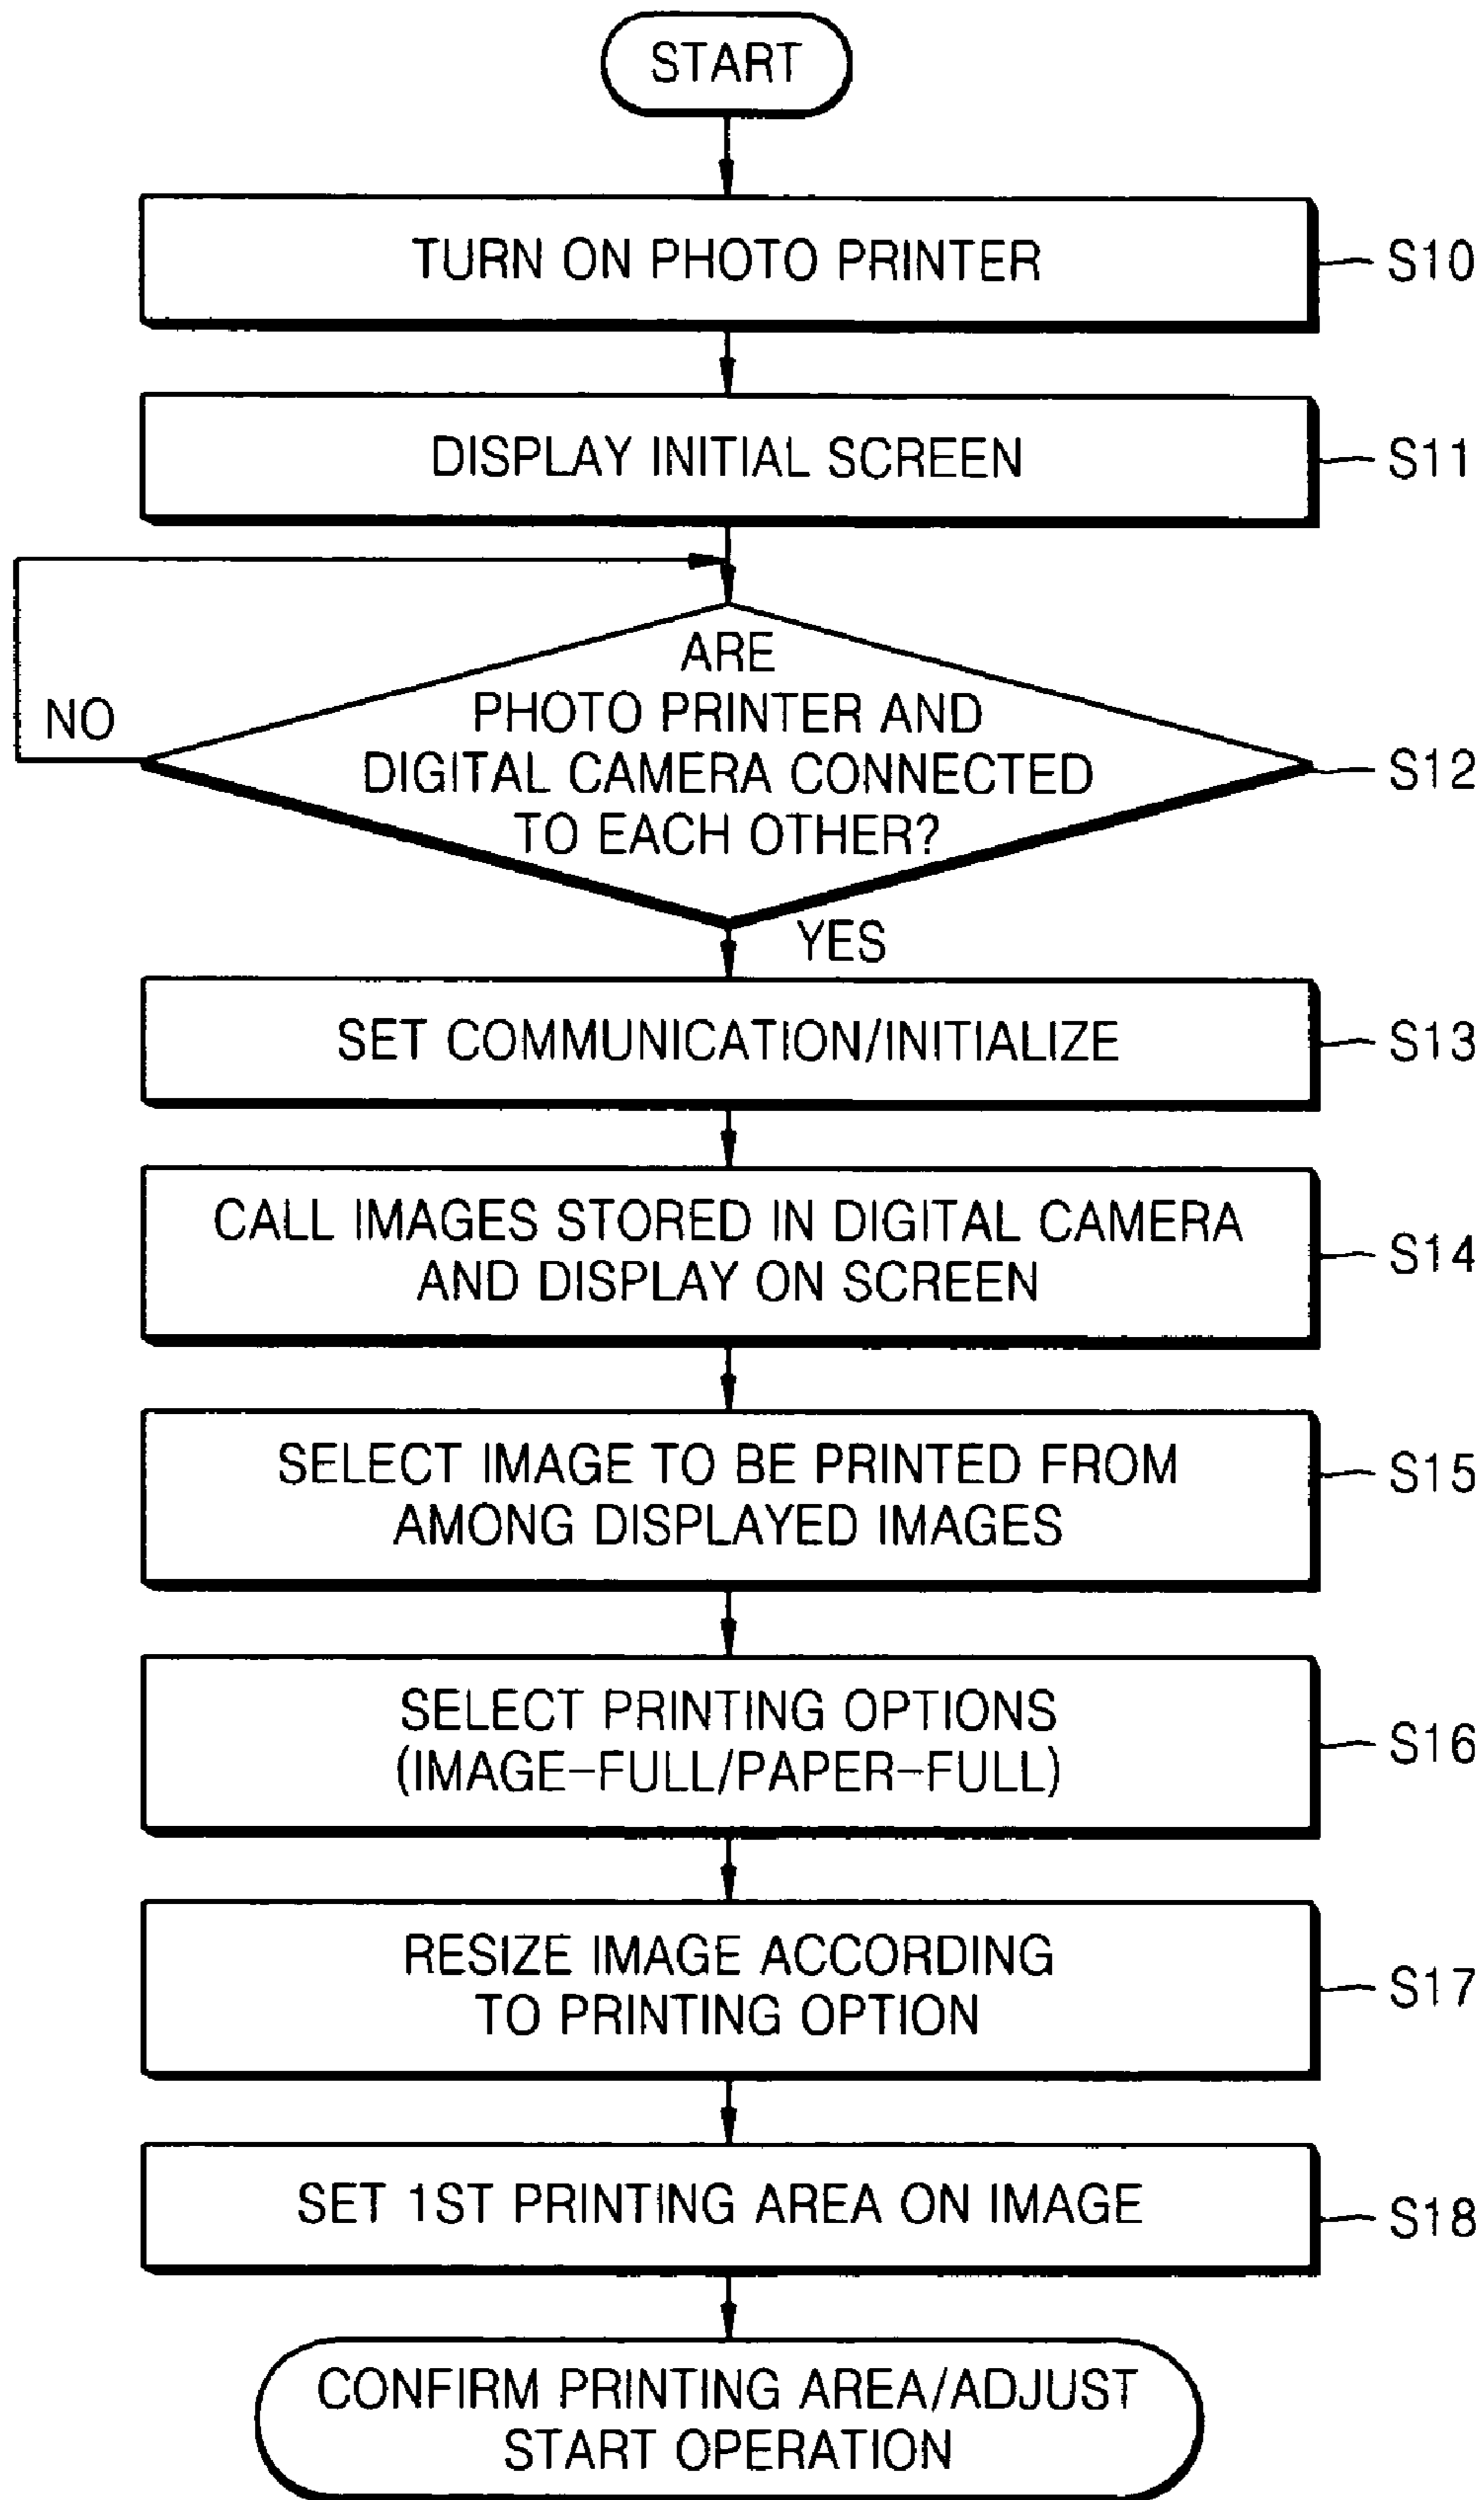 START
TURN ON PHOTO PRINTER
S10
DISPLAY INITIAL SCREEN
S11
ARE
PHOTO PRINTER AND
DIGITAL CAMERA CONNECTED
TO EACH OTHER?
NO
S12
YES
SET COMMUNICATION/INITIALIZE
S13
CALL IMAGES STORED IN DIGITAL CAMERA
AND DISPLAY ON SCREEN
S14
SELECT IMAGE TO BE PRINTED FROM
AMONG DISPLAYED IMAGES
S15
SELECT PRINTING OPTIONS
(IMAGE-FULL/PAPER-FULL)
S16
RESIZE IMAGE ACCORDING
TO PRINTING OPTION
S17
SET 1ST PRINTING AREA ON IMAGE
S18
CONFIRM PRINTING AREA/ADJUST
START OPERATION